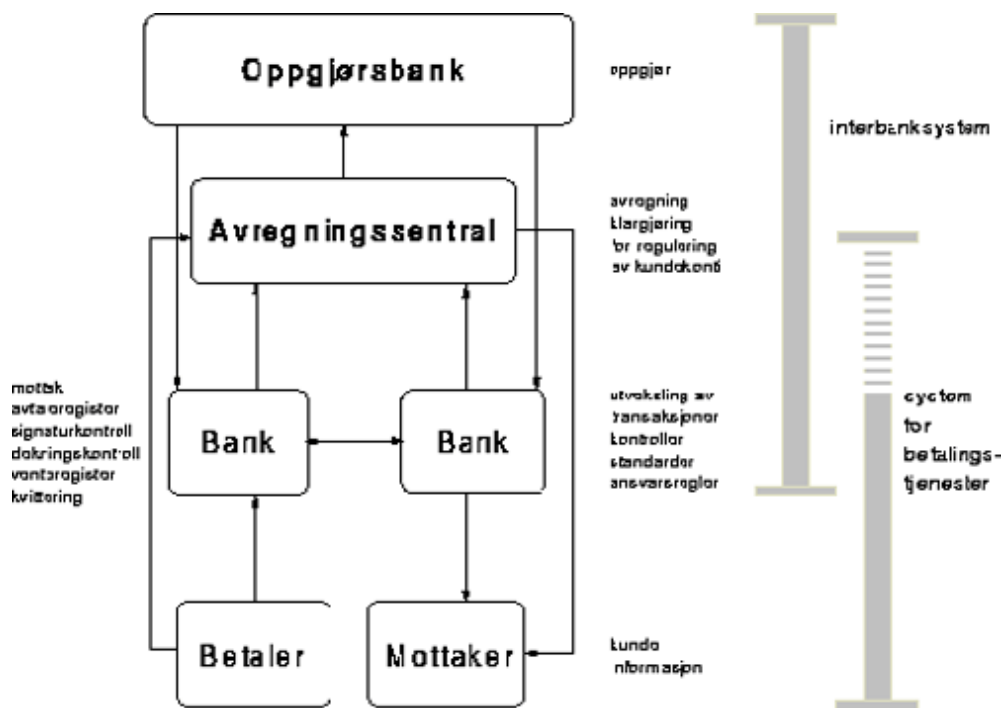 Oppgjørsbank
oppgjør
interbanksystem
Avregningssentral
avregning
klargjøring
for regulering
av kundekonti
mottak
avtaleregister
signaturkontroll
dekningskontroll
venteregister
kvittering
Bank
Bank
utveksling av
transaksjoner
kontroller
standarder
ansvarsregler
system
for
betalings-
tjenester
Betaler
Mottaker
kunde
informasjon